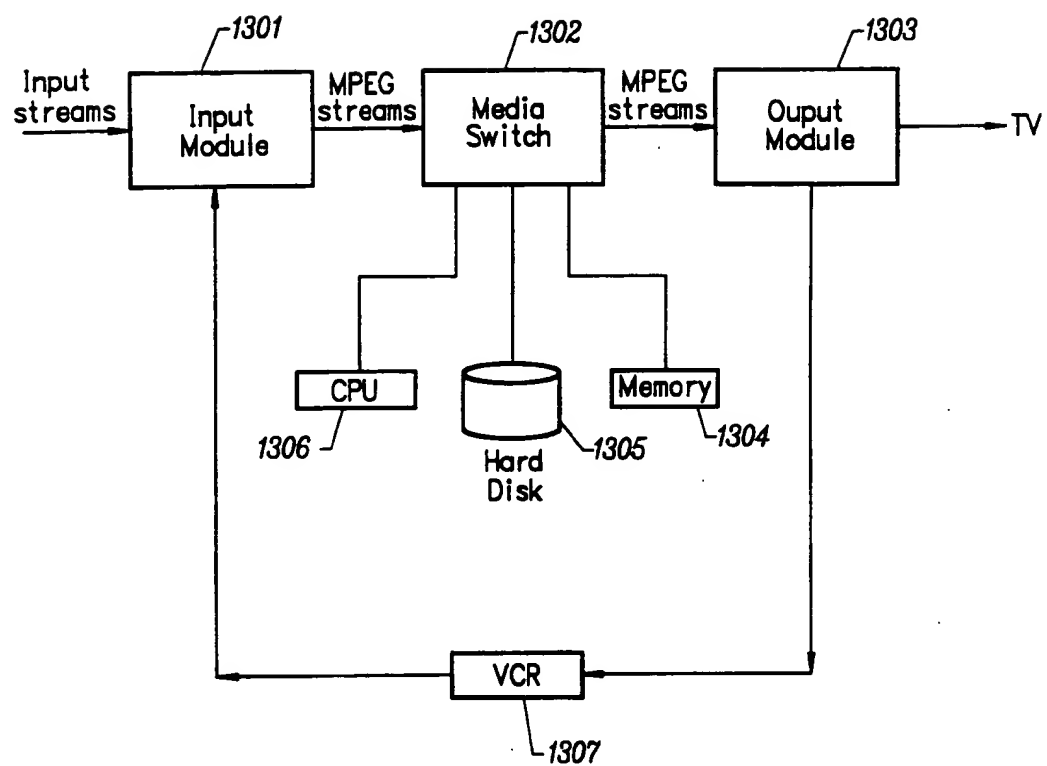 1301
1302
1303
Input
streams
Input
Module
MPEG
streams
Media
Switch
MPEG
streams
Ouput
Module
TV
CPU
1306
Hard
Disk
1305
Memory
1304
VCR
1307